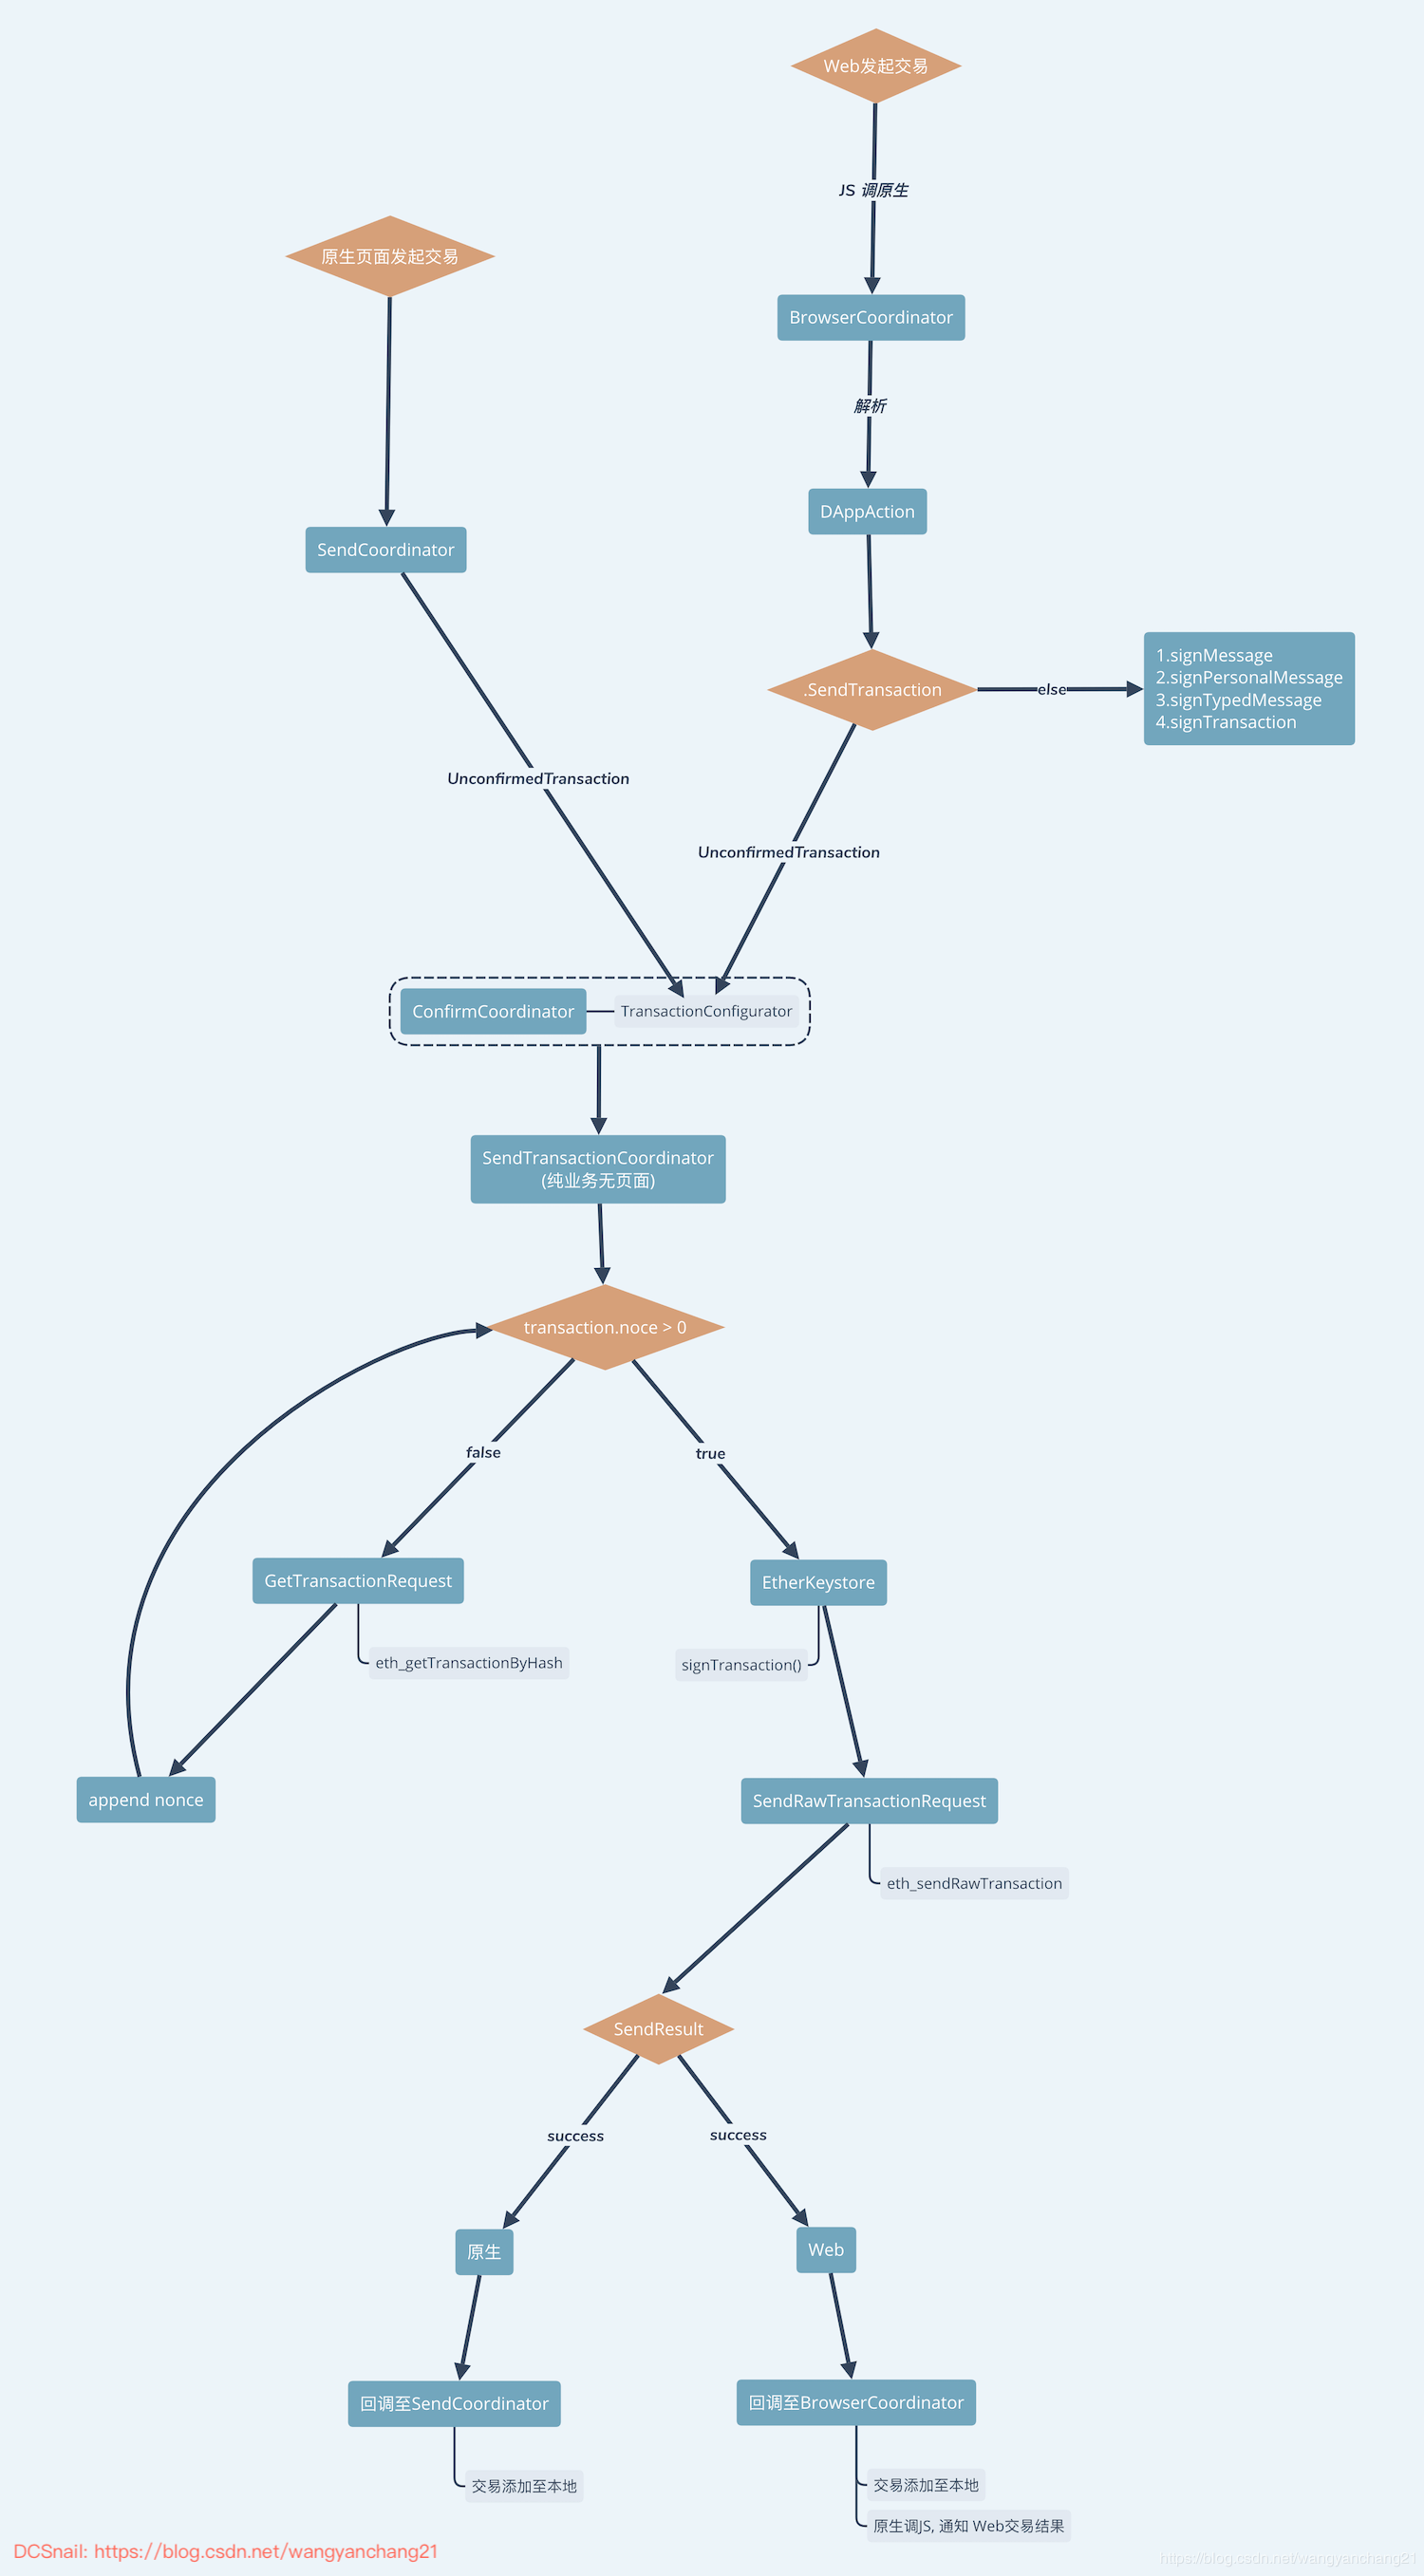 Web发起交易
JS 调原生
原生页面发起交易
BrowserCoordinator
解析
DAppAction
SendCoordinator
.SendTransaction
else
1.signMessage
2.signPersonalMessage
3.signTypedMessage
4.signTransaction
UnconfirmedTransaction
UnconfirmedTransaction
ConfirmCoordinator
TransactionConfigurator
SendTransactionCoordinator
(纯业务无页面)
transaction.noce > 0
false
true
GetTransactionRequest
EtherKeystore
eth_getTransactionByHash
signTransaction()
append nonce
SendRawTransactionRequest
eth_sendRawTransaction
SendResult
success
success
原生
Web
回调至SendCoordinator
回调至BrowserCoordinator
交易添加至本地
交易添加至本地
原生调JS, 通知 Web交易结果
DCSnail: https://blog.csdn.net/wangyanchang21
https://blog.csdn.net/wangyanchang21